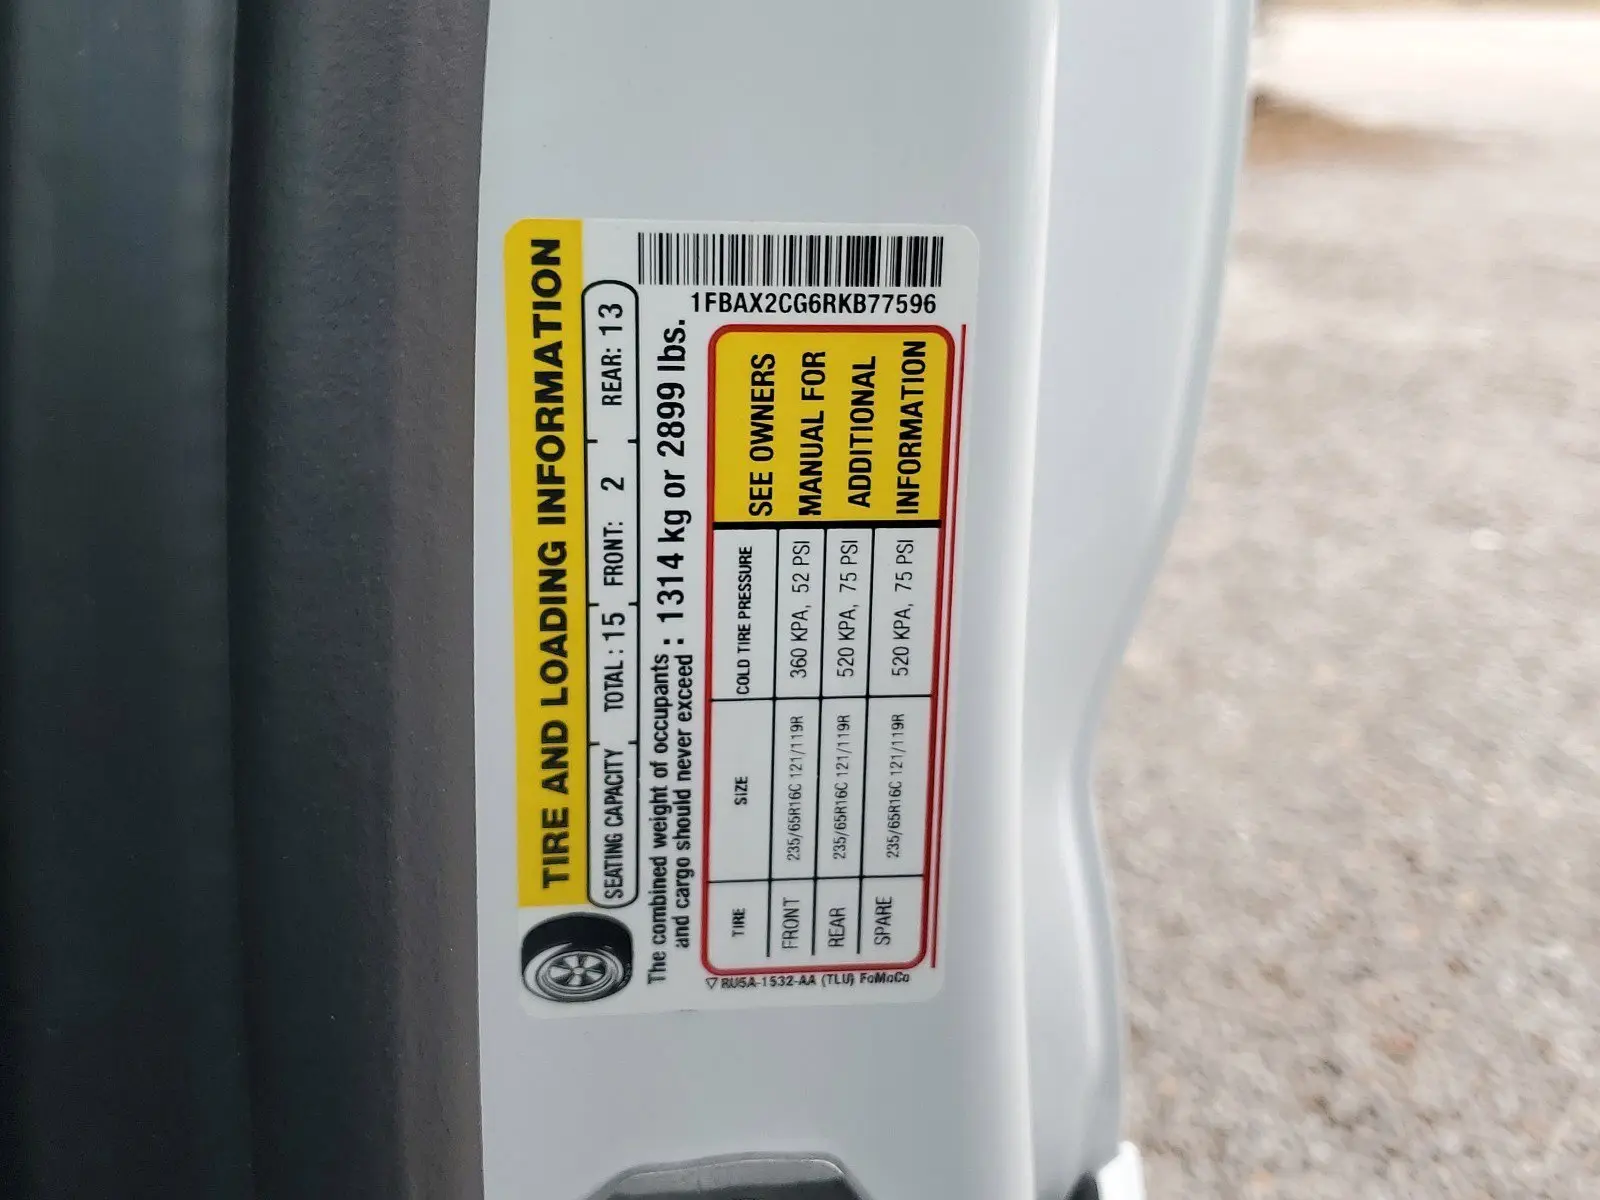 TIRE AND LOADING INFORMATION
SEATING CAPACITY TOTAL : 15 FRONT: 2 REAR: 13
The combined weight of occupants and cargo should never exceed : 1314 kg or 2899 lbs.
1FBAX2CG6RKB77596
TIRE SIZE COLD TIRE PRESSURE
FRONT 235/65R16C 121/119R 360 KPA, 52 PSI
REAR 235/65R16C 121/119R 520 KPA, 75 PSI
SPARE 235/65R16C 121/119R 520 KPA, 75 PSI
SEE OWNERS
MANUAL FOR
ADDITIONAL
INFORMATION
RU5A-1532-AA (TLU) FoMoCo